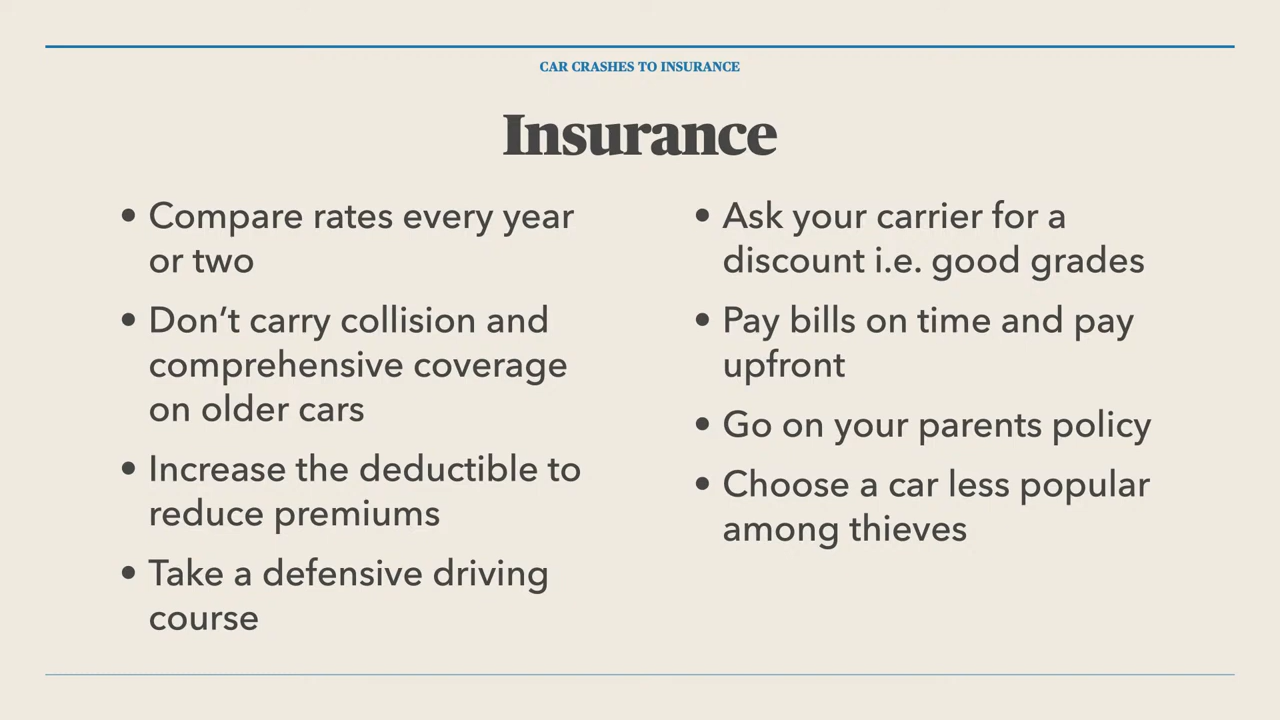 CAR CRASHES TO INSURANCE
Insurance
• Compare rates every year
or two
• Don’t carry collision and
comprehensive coverage
on older cars
• Increase the deductible to
reduce premiums
• Take a defensive driving
course
• Ask your carrier for a
discount i.e. good grades
• Pay bills on time and pay
upfront
• Go on your parents policy
• Choose a car less popular
among thieves